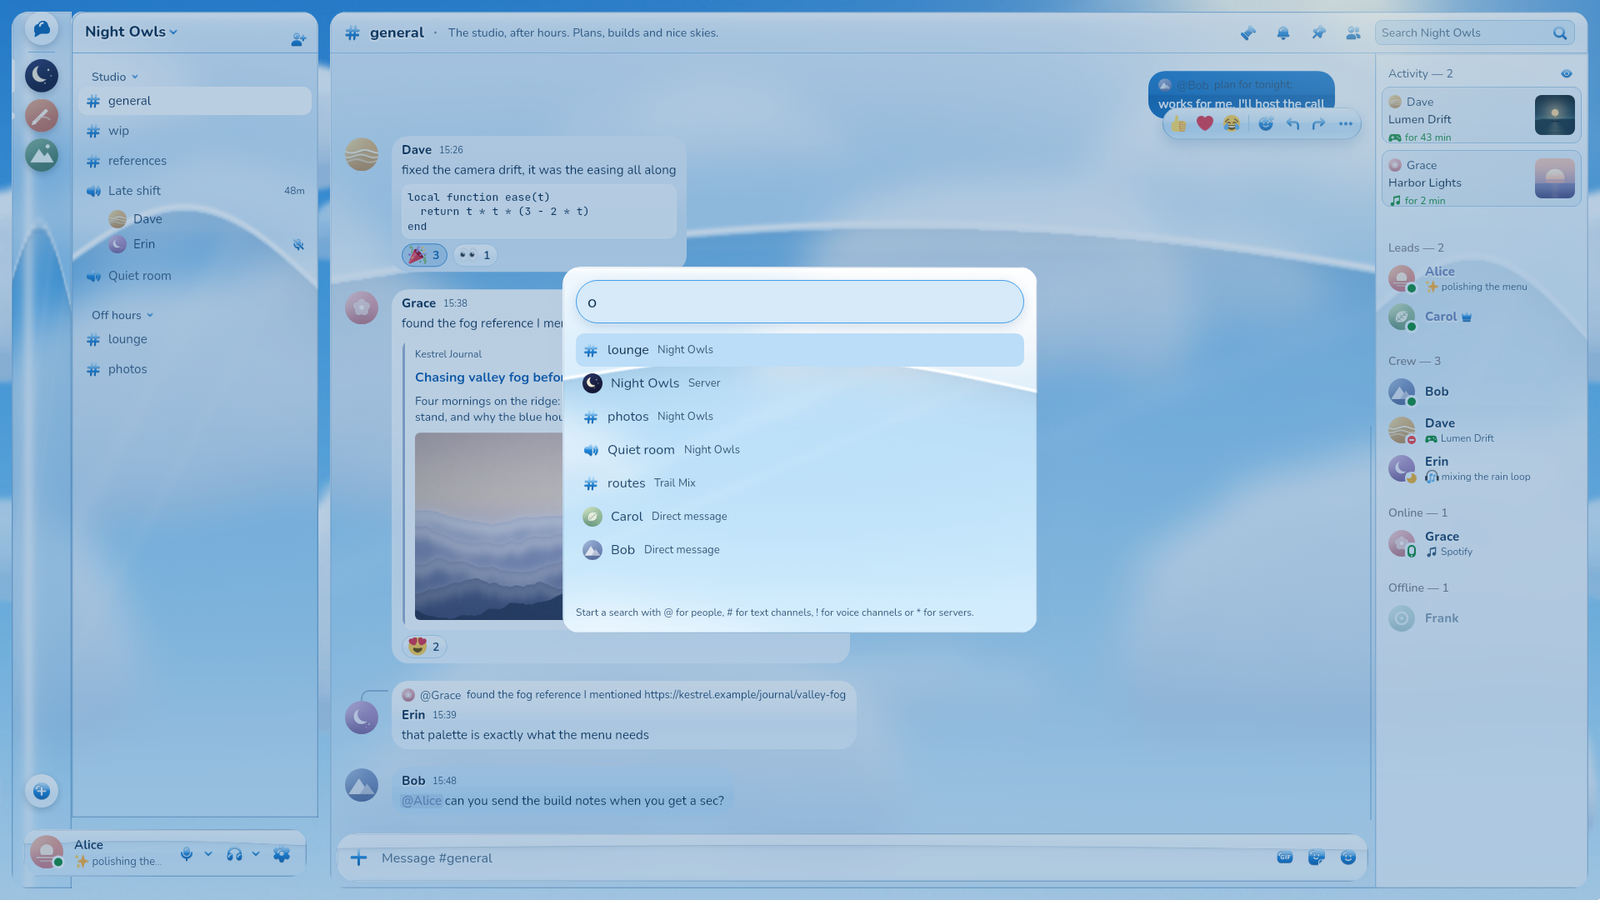 Night Owls
Studio
general
wip
references
Late shift 48m
Dave
Erin
Quiet room
Off hours
lounge
photos
Alice
polishing the...
general · The studio, after hours. Plans, builds and nice skies.
Search Night Owls
@Bob plan for tonight:
works for me, I'll host the call
Dave 15:26
fixed the camera drift, it was the easing all along
local function ease(t)
return t * t * (3 - 2 * t)
end
3 1
Grace 15:38
found the fog reference I me
Kestrel Journal
Chasing valley fog befo
Four mornings on the ridge:
stand, and why the blue hou
2
@Grace found the fog reference I mentioned https://kestrel.example/journal/valley-fog
Erin 15:39
that palette is exactly what the menu needs
Bob 15:48
@Alice can you send the build notes when you get a sec?
Message #general
GIF
o
lounge Night Owls
Night Owls Server
photos Night Owls
Quiet room Night Owls
routes Trail Mix
Carol Direct message
Bob Direct message
Start a search with @ for people, # for text channels, ! for voice channels or * for servers.
Activity — 2
Dave
Lumen Drift
for 43 min
Grace
Harbor Lights
for 2 min
Leads — 2
Alice
polishing the menu
Carol
Crew — 3
Bob
Dave
Lumen Drift
Erin
mixing the rain loop
Online — 1
Grace
Spotify
Offline — 1
Frank